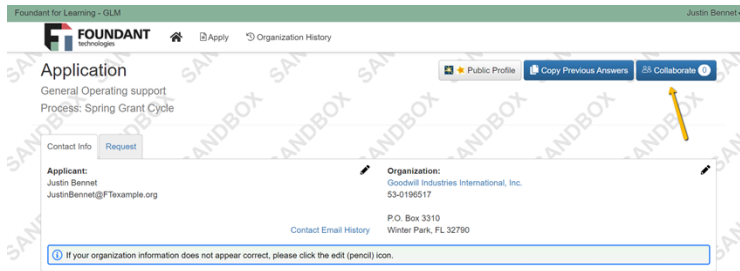 Foundant for Learning - GLM Justin Bennet
FOUNDANT technologies Apply Organization History
SANDBOX
Application Public Profile Copy Previous Answers Collaborate 0
General Operating support
Process: Spring Grant Cycle
Contact Info Request
Applicant: Organization:
Justin Bennet Goodwill Industries International, Inc.
JustinBennet@FTexample.org 53-0196517
P.O. Box 3310
Contact Email History Winter Park, FL 32790
If your organization information does not appear correct, please click the edit (pencil) icon.